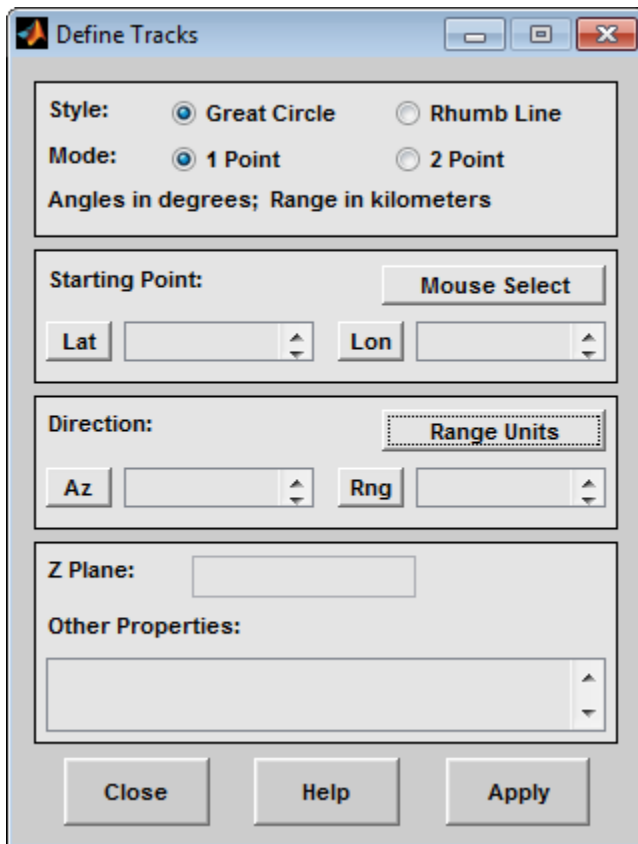 Define Tracks
Style: Great Circle Rhumb Line
Mode: 1 Point 2 Point
Angles in degrees; Range in kilometers
Starting Point: Mouse Select
Lat Lon
Direction: Range Units
Az Rng
Z Plane:
Other Properties:
Close Help Apply